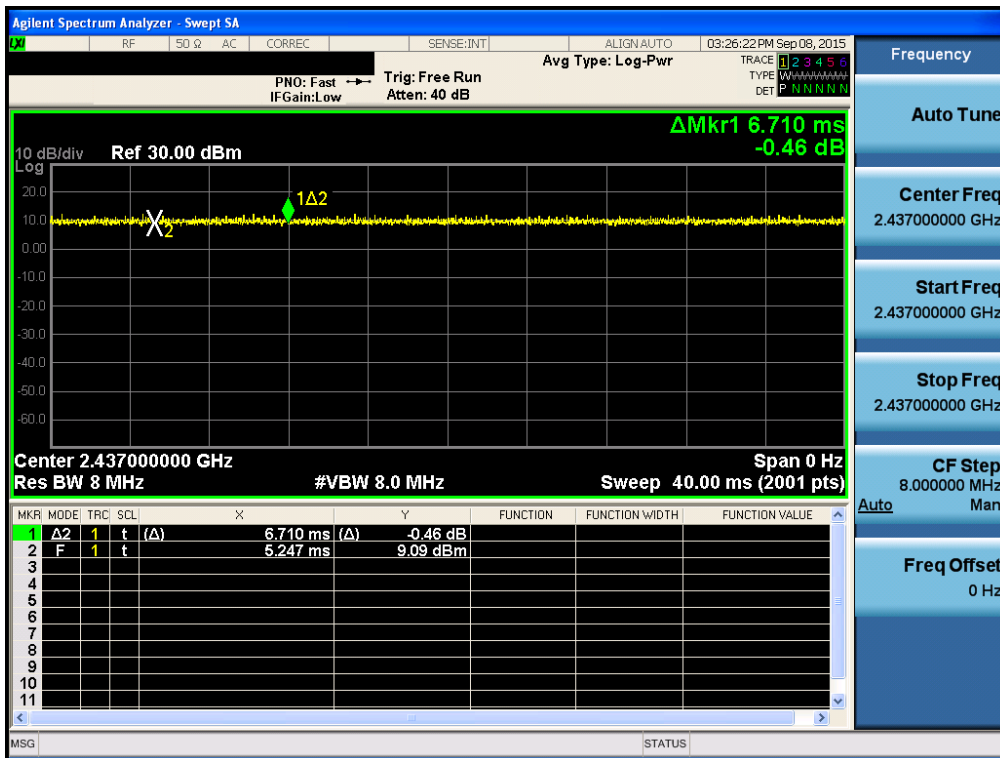 Agilent Spectrum Analyzer - Swept SA
LXI RF 50 Ω AC CORREC SENSE:INT ALIGN AUTO 03:26:22 PM Sep 08, 2015
Frequency
Avg Type: Log-Pwr
TRACE 1 2 3 4 5 6
PNO: Fast Trig: Free Run
TYPE WWWWWW
IFGain:Low Atten: 40 dB
DET P N N N N N
Auto Tune
ΔMkr1 6.710 ms
-0.46 dB
10 dB/div Ref 30.00 dBm
Log
20.0
10.0
0.00
-10.0
-20.0
-30.0
-40.0
-50.0
-60.0
1Δ2
2
Center Freq
2.437000000 GHz
Start Freq
2.437000000 GHz
Stop Freq
2.437000000 GHz
Center 2.437000000 GHz Span 0 Hz
Res BW 8 MHz #VBW 8.0 MHz Sweep 40.00 ms (2001 pts)
CF Step
8.000000 MHz
Auto Man
MKR MODE TRC SCL X Y FUNCTION FUNCTION WIDTH FUNCTION VALUE
1 Δ2 1 t (Δ) 6.710 ms (Δ) -0.46 dB
2 F 1 t 5.247 ms 9.09 dBm
3
4
5
6
7
8
9
10
11
Freq Offset
0 Hz
MSG STATUS